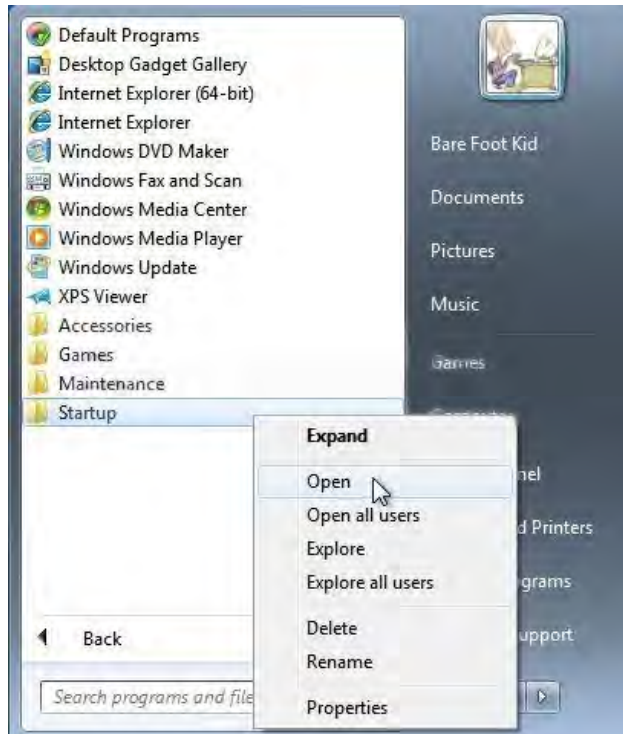 Default Programs
Desktop Gadget Gallery
Internet Explorer (64-bit)
Internet Explorer
Windows DVD Maker
Windows Fax and Scan
Windows Media Center
Windows Media Player
Windows Update
XPS Viewer
Accessories
Games
Maintenance
Startup
Back
Search programs and file
Bare Foot Kid
Documents
Pictures
Music
Games
nel
d Printers
grams
upport
Expand
Open
Open all users
Explore
Explore all users
Delete
Rename
Properties